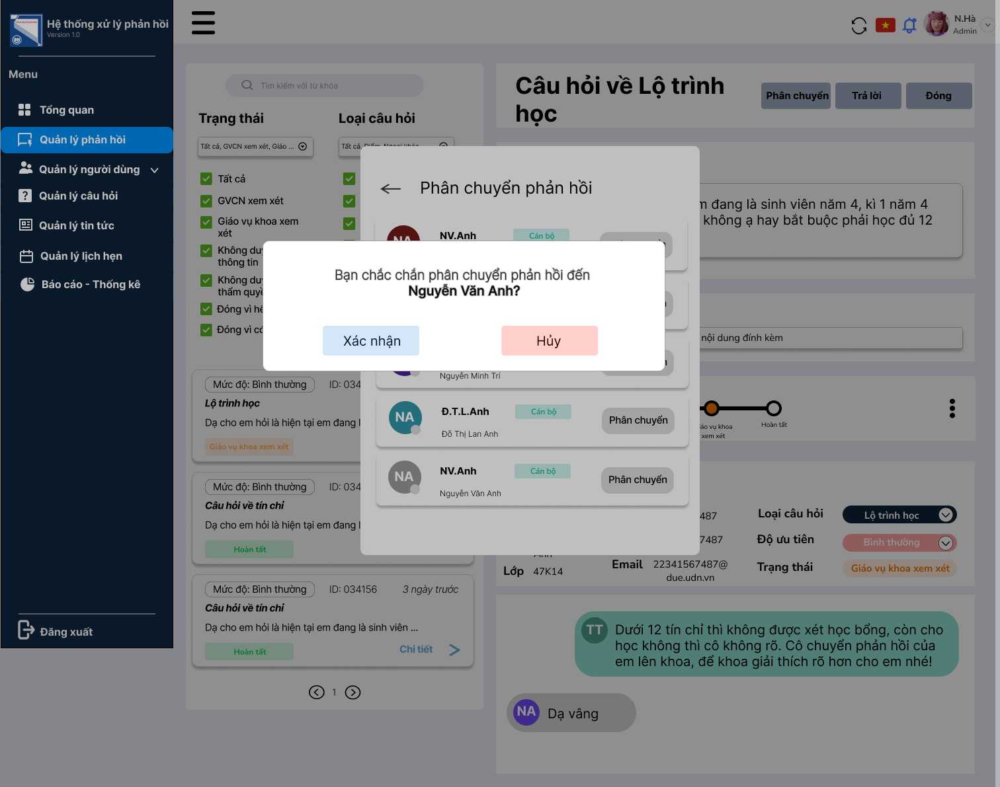 Hệ thống xử lý phản hồi
Version 1.0
Menu
Tổng quan
Quản lý phản hồi
Quản lý người dùng
Quản lý câu hỏi
Quản lý tin tức
Quản lý lịch hẹn
Báo cáo - Thống kê
Đăng xuất
N.Hà
Admin
Tìm kiếm với từ khóa
Trạng thái
Loại câu hỏi
Tất cả, GVCN xem xét, Giáo ...
Tất cả, Điểm, Ngoại khóa
Tất cả
GVCN xem xét
Giáo vụ khoa xem
xét
Không du
thông tin
Không du
thẩm quyề
Đóng vì hế
Đóng vì có
Mức độ: Bình thường
ID: 034
Lộ trình học
Dạ cho em hỏi là hiện tại em đang l
Giáo vụ khoa xem xét
Mức độ: Bình thường
ID: 034
Câu hỏi về tín chỉ
Dạ cho em hỏi là hiện tại em đang l
Hoàn tất
Mức độ: Bình thường
ID: 034156
3 ngày trước
Câu hỏi về tín chỉ
Dạ cho em hỏi là hiện tại em đang là sinh viên ...
Hoàn tất
Chi tiết
1
Câu hỏi về Lộ trình
học
Phân chuyển
Trả lời
Đóng
m đang là sinh viên năm 4, kì 1 năm 4
không ạ hay bắt buộc phải học đủ 12
nội dung đính kèm
áo vụ khoa
xem xét
Hoàn tất
Phân chuyển phản hồi
NA
NV.Anh
Cán bộ
Bạn chắc chắn phân chuyển phản hồi đến
Nguyễn Văn Anh?
Xác nhận
Hủy
Nguyễn Minh Trí
NA
Đ.T.L.Anh
Cán bộ
Phân chuyển
Đỗ Thị Lan Anh
NA
NV.Anh
Cán bộ
Phân chuyển
Nguyễn Văn Anh
487
Loại câu hỏi
Lộ trình học
7487
Độ ưu tiên
Bình thường
Anh
Lớp
47K14
Email
22341567487@
due.udn.vn
Trạng thái
Giáo vụ khoa xem xét
TT
Dưới 12 tín chỉ thì không được xét học bổng, còn cho
học không thì cô không rõ. Cô chuyển phản hồi của
em lên khoa, để khoa giải thích rõ hơn cho em nhé!
NA
Dạ vâng